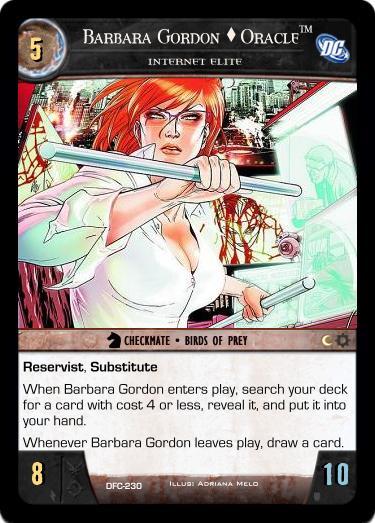 5
BARBARA GORDON ♦ ORACLE™
DC
INTERNET ELITE
CHECKMATE • BIRDS OF PREY
Reservist, Substitute
When Barbara Gordon enters play, search your deck
for a card with cost 4 or less, reveal it, and put it into
your hand.
Whenever Barbara Gordon leaves play, draw a card.
8
DFC-230
ILLUS: ADRIANA MELO
10